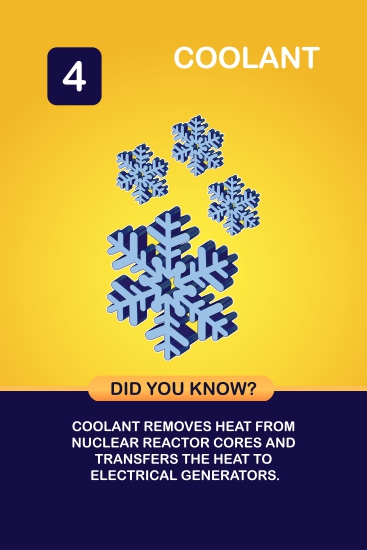 4
COOLANT
DID YOU KNOW?
COOLANT REMOVES HEAT FROM
NUCLEAR REACTOR CORES AND
TRANSFERS THE HEAT TO
ELECTRICAL GENERATORS.